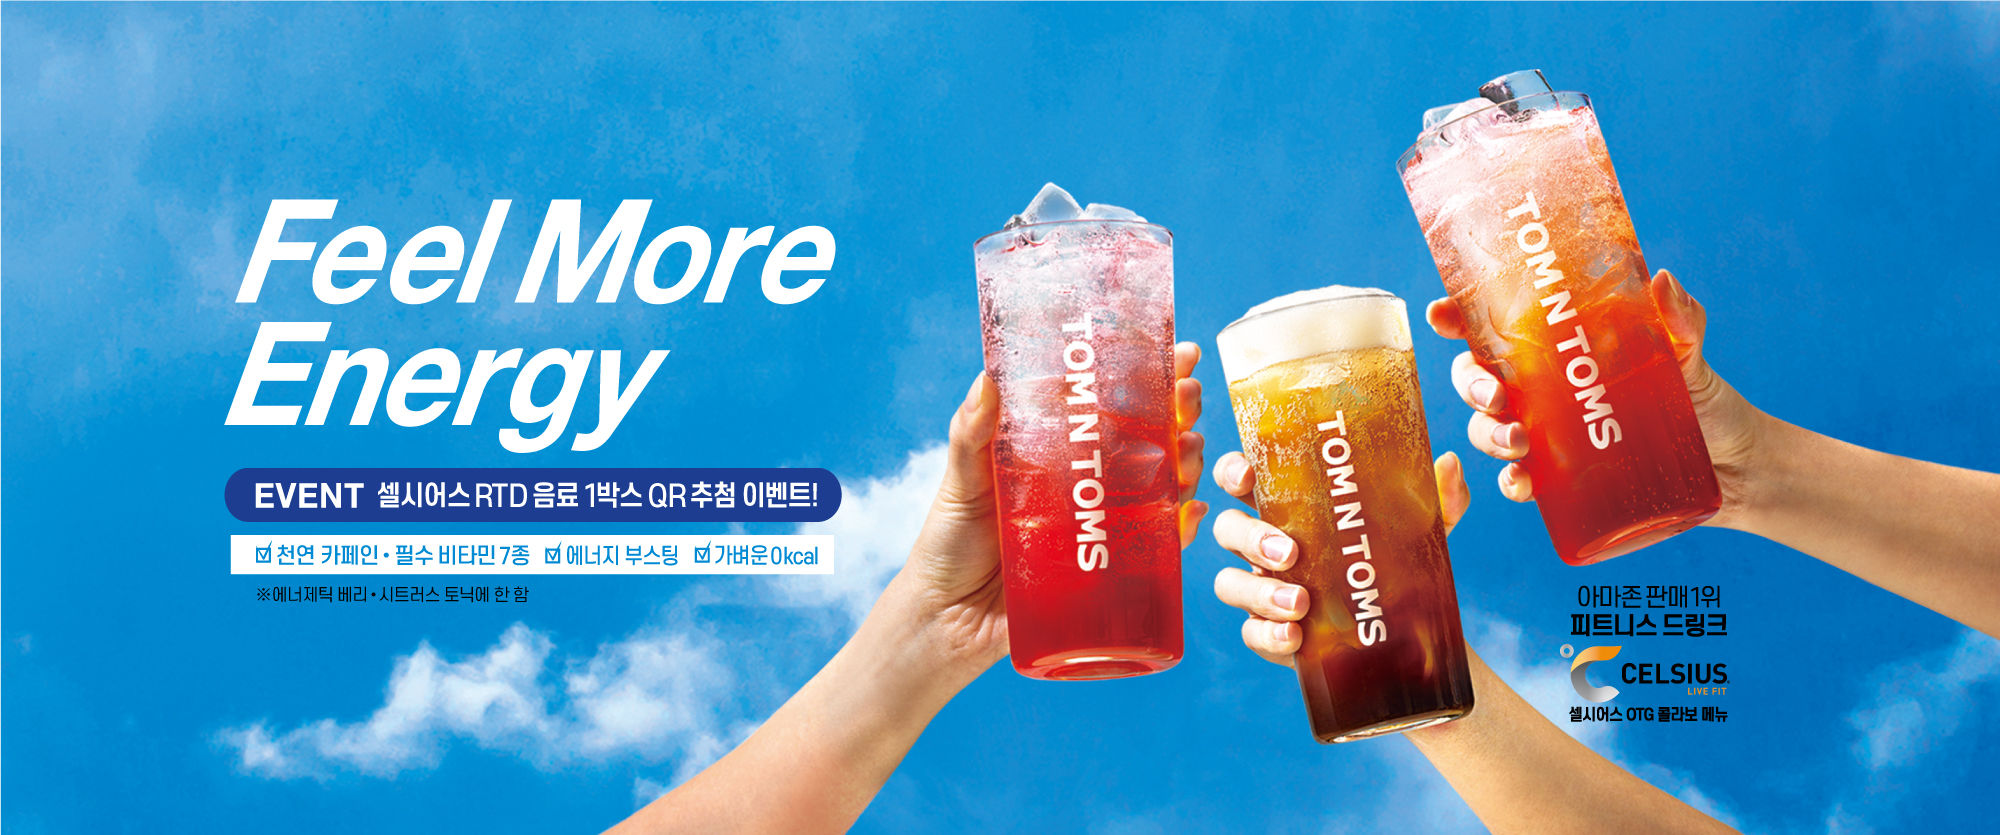 Feel More
Energy
EVENT 셀시어스 RTD 음료 1박스 QR 추첨 이벤트!
천연 카페인 • 필수 비타민 7종 에너지 부스팅 가벼운 0kcal
※에너제틱 베리 • 시트러스 토닉에 한 함
TOM N TOMS
TOM N TOMS
TOM N TOMS
아마존 판매 1위
피트니스 드링크
CELSIUS
LIVE FIT
셀시어스 OTG 콜라보 메뉴